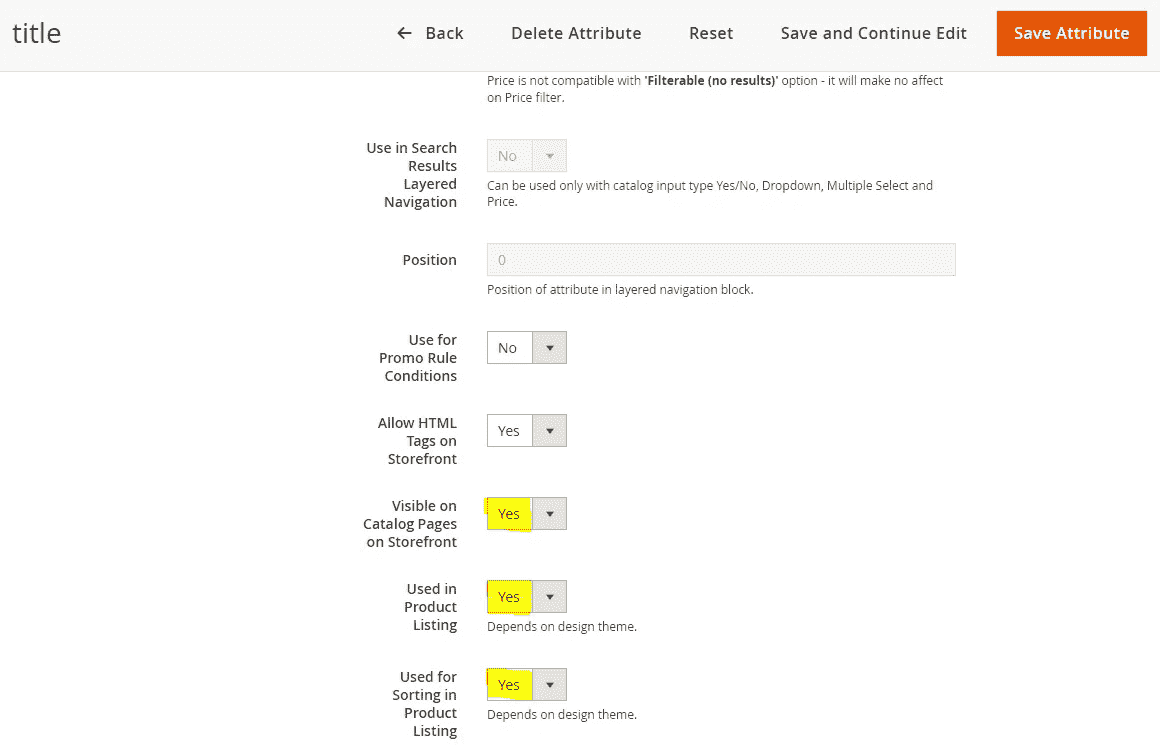 title
Back
Delete Attribute
Reset
Save and Continue Edit
Save Attribute
Price is not compatible with 'Filterable (no results)' option - it will make no affect
on Price filter.
Use in Search
Results
Layered
Navigation
No
Can be used only with catalog input type Yes/No, Dropdown, Multiple Select and
Price.
Position
0
Position of attribute in layered navigation block.
Use for
Promo Rule
Conditions
No
Allow HTML
Tags on
Storefront
Yes
Visible on
Catalog Pages
on Storefront
Yes
Used in
Product
Listing
Yes
Depends on design theme.
Used for
Sorting in
Product
Listing
Yes
Depends on design theme.